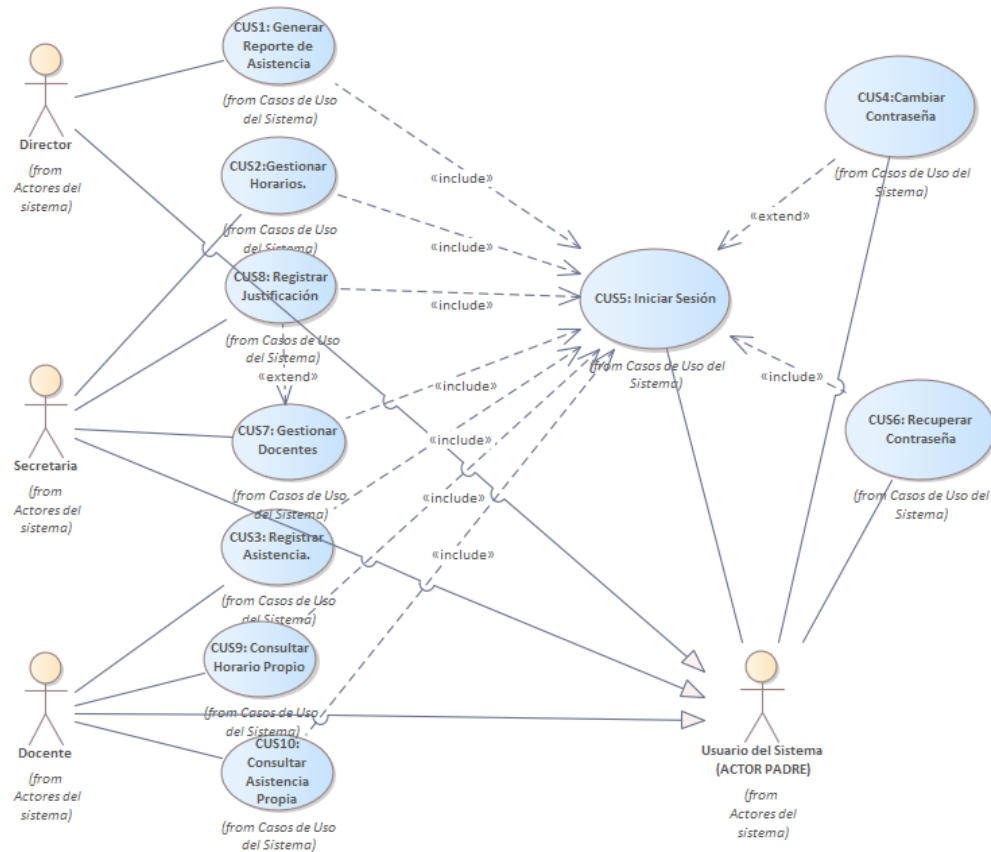 CUS1: Generar
Reporte de
Asistencia
(from Casos de Uso
del Sistema)
Director
(from
Actores del
sistema)
CUS2:Gestionar
Horarios.
(from Casos de Uso
del Sistema)
CUS8: Registrar
Justificación
(from Casos de Uso
del Sistema)
«extend»
Secretaria
(from
Actores del
sistema)
CUS7: Gestionar
Docentes
(from Casos de Uso
del Sistema)
CUS3: Registrar
Asistencia.
(from Casos de Uso
del Sistema)
CUS9: Consultar
Horario Propio
(from Casos de Uso
del Sistema)
Docente
(from
Actores del
sistema)
CUS10:
Consultar
Asistencia
Propia
(from Casos de Uso
del Sistema)
«include»
«include»
«include»
«include»
«include»
«include»
«include»
CUS5: Iniciar Sesión
(from Casos de Uso del
Sistema)
CUS4:Cambiar
Contraseña
(from Casos de Uso del
Sistema)
«extend»
«include»
CUS6: Recuperar
Contraseña
(from Casos de Uso del
Sistema)
Usuario del Sistema
(ACTOR PADRE)
(from
Actores del
sistema)